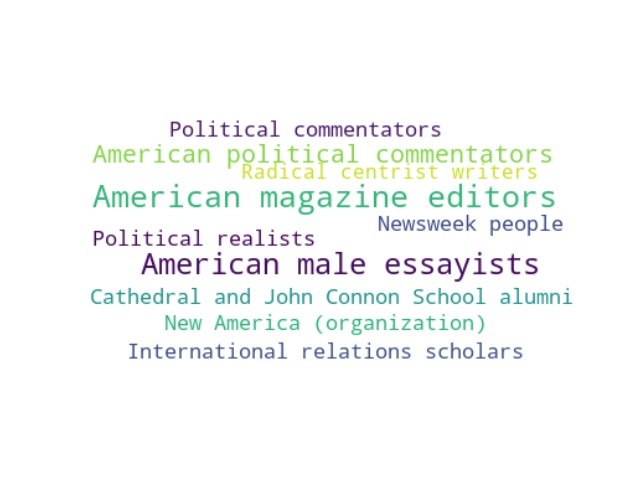 Political commentators
American political commentators
Radical centrist writers
American magazine editors
Newsweek people
Political realists
American male essayists
Cathedral and John Connon School alumni
New America (organization)
International relations scholars